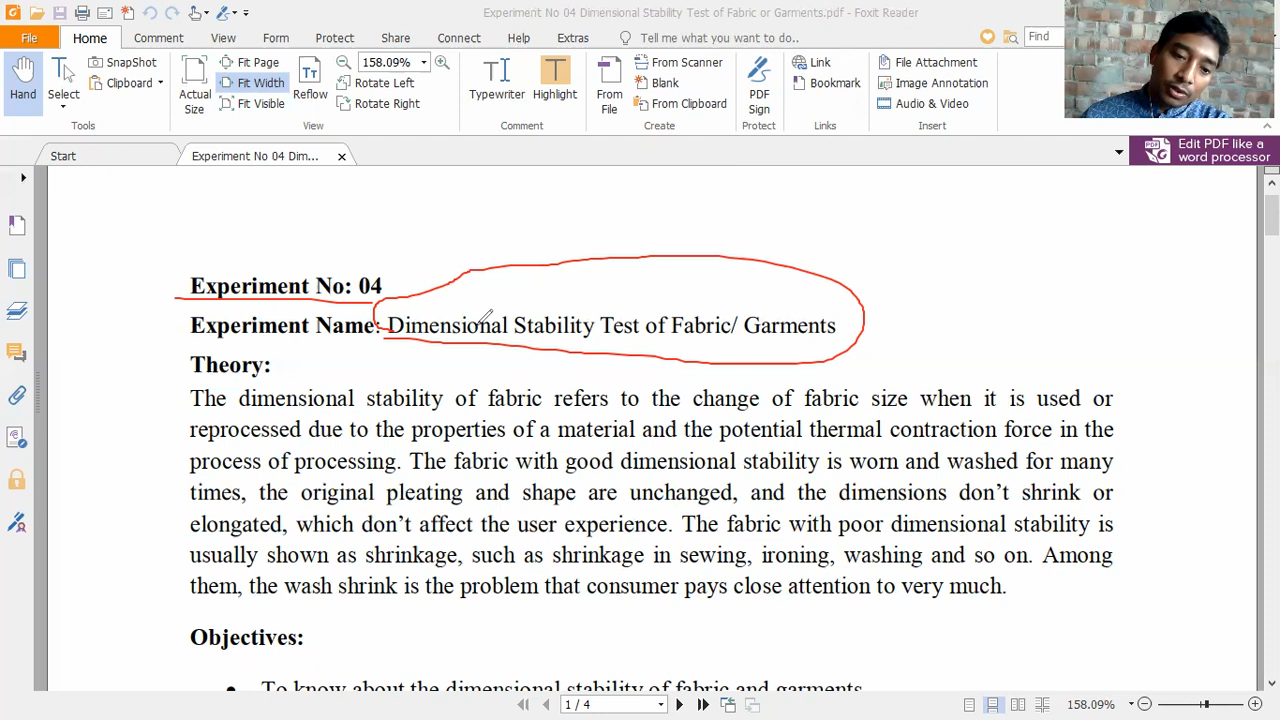 Experiment No 04 Dimensional Stability Test of Fabric or Garments.pdf - Foxit Reader
File Home Comment View Form Protect Share Connect Help Extras Tell me what you want to do... Find
Hand
Select
SnapShot
Clipboard
Tools
Actual Size
Fit Page
Fit Width
Fit Visible
Reflow
158.09%
Rotate Left
Rotate Right
View
Typewriter
Highlight
Comment
From File
From Scanner
Blank
From Clipboard
Create
PDF Sign
Protect
Link
Bookmark
Links
File Attachment
Image Annotation
Audio & Video
Insert
Start
Experiment No 04 Dim...
Edit PDF like a
word processor
Experiment No: 04
Experiment Name: Dimensional Stability Test of Fabric/ Garments
Theory:
The dimensional stability of fabric refers to the change of fabric size when it is used or
reprocessed due to the properties of a material and the potential thermal contraction force in the
process of processing. The fabric with good dimensional stability is worn and washed for many
times, the original pleating and shape are unchanged, and the dimensions don’t shrink or
elongated, which don’t affect the user experience. The fabric with poor dimensional stability is
usually shown as shrinkage, such as shrinkage in sewing, ironing, washing and so on. Among
them, the wash shrink is the problem that consumer pays close attention to very much.
Objectives:
• To know about the dimensional stability of fabric and garments
1 / 4
158.09%